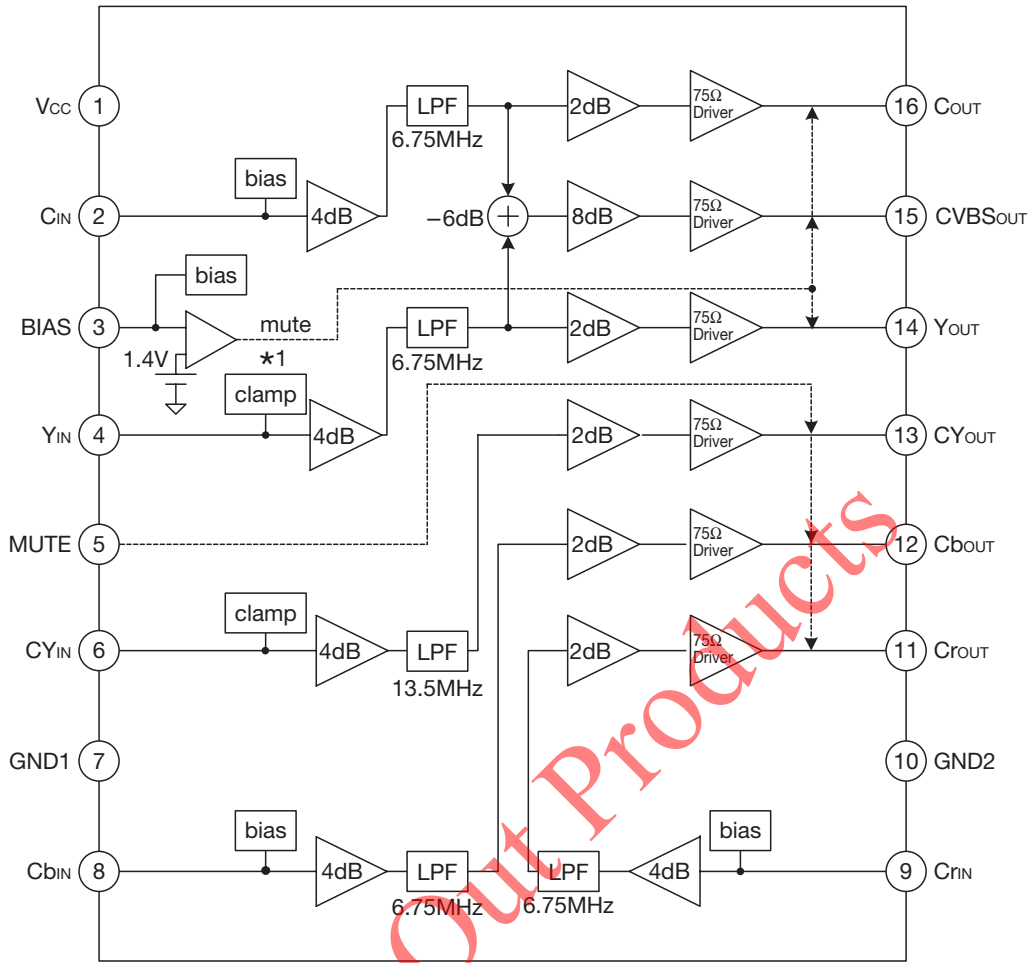 VCC 1
LPF
6.75MHz
2dB
75Ω Driver
16 COUT
bias
CIN 2
4dB
−6dB
+
8dB
75Ω Driver
15 CVBSOUT
bias
BIAS 3
mute
1.4V
*1
LPF
6.75MHz
2dB
75Ω Driver
14 YOUT
clamp
YIN 4
4dB
2dB
75Ω Driver
13 CYOUT
MUTE 5
2dB
75Ω Driver
12 CbOUT
clamp
CYIN 6
4dB
LPF
13.5MHz
2dB
75Ω Driver
11 CrOUT
GND1 7
10 GND2
bias
CbIN 8
4dB
LPF
6.75MHz
LPF
6.75MHz
4dB
bias
9 CrIN
Out Products